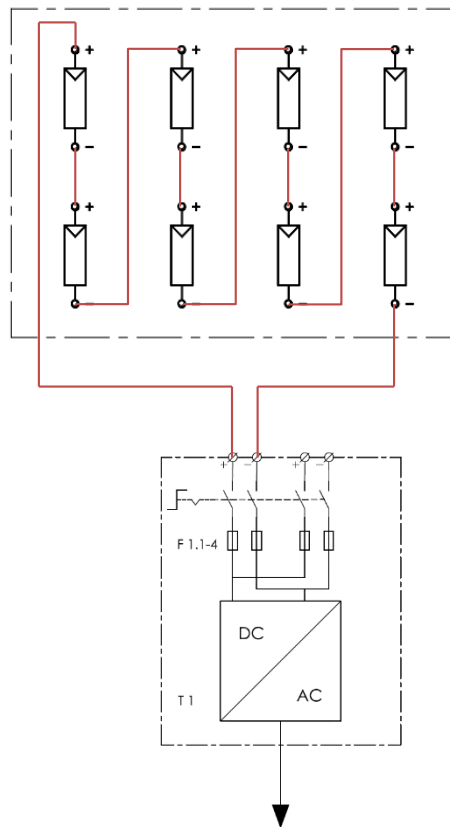 + + + +
− − − −
+ + + +
− − − −
+ − + −
F 1.1-4
DC
T 1
AC